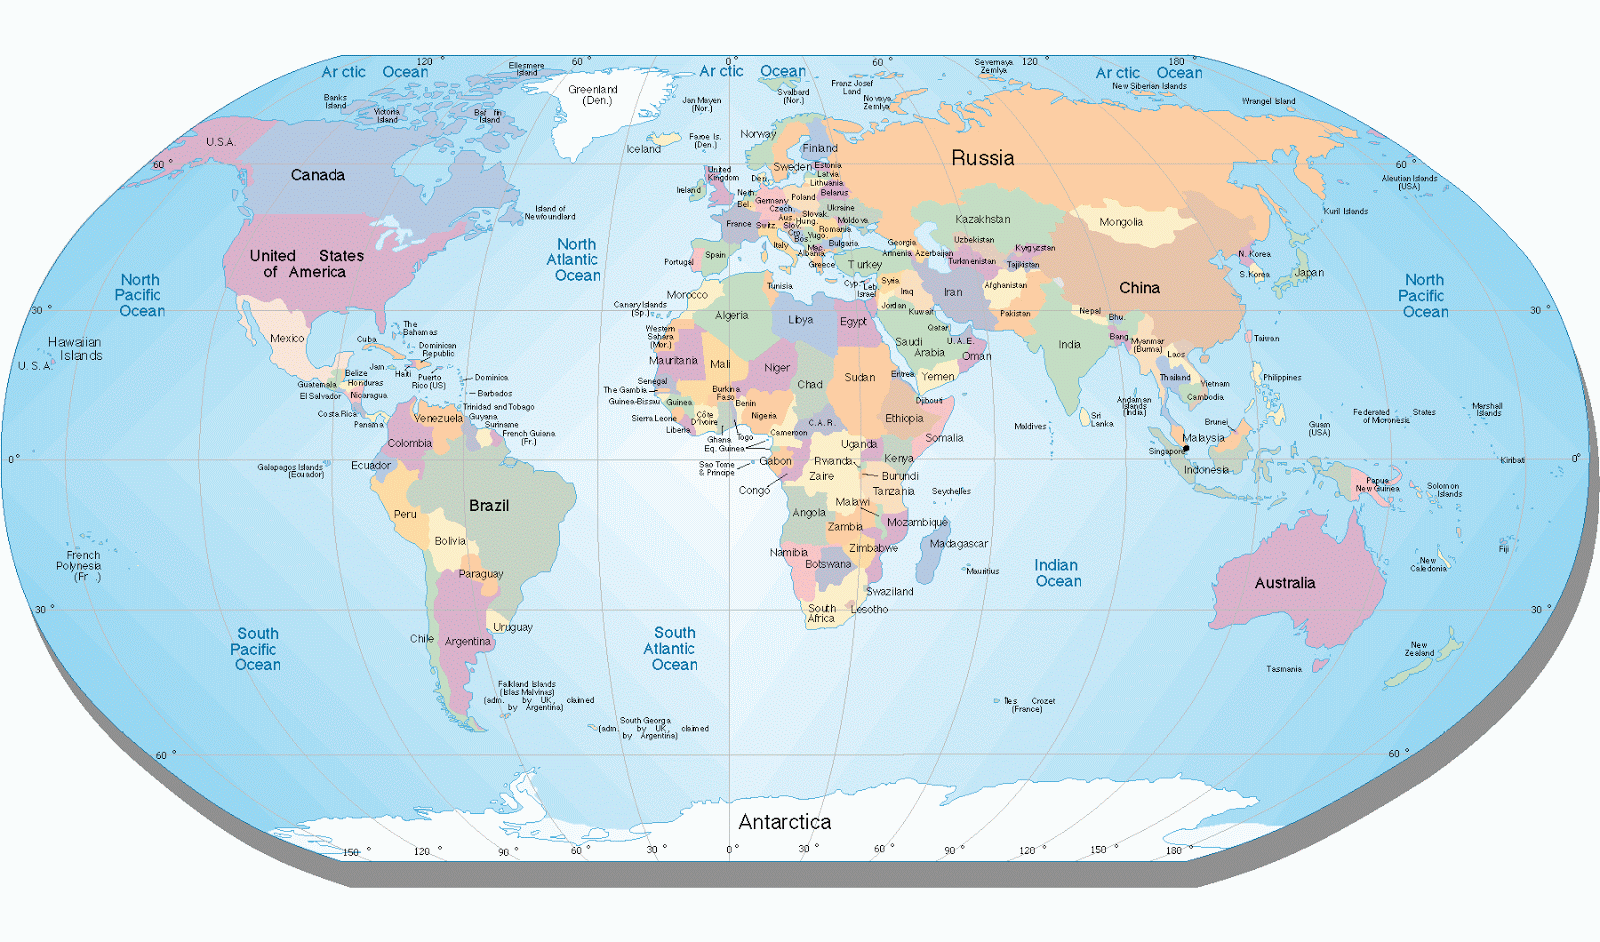 Arctic Ocean
Arctic Ocean
Arctic Ocean
120
60 °
0°
60 °
120 °
180 °
Ellesmere
Island
Greenland
(Den.)
Banks
Island
Victoria
Island
Baffin
Island
Jan Mayen
(Nor.)
Svalbard
(Nor.)
Franz Josef
Land
Novaya
Zemlya
Severnaya
Zemlya
New Siberian Islands
Wrangel Island
U.S.A.
Canada
60 °
Iceland
Faroe Is.
(Den.)
Norway
Sweden
Finland
Russia
60 °
Aleutian Islands
(USA)
Kuril Islands
Island of
Newfoundland
United States
of America
North
Pacific
Ocean
North
Atlantic
Ocean
United
Kingdom
Ireland
Den.
Neth.
Bel.
Germany
Poland
Estonia
Latvia
Lithuania
Belarus
Ukraine
Czech.
Slovak.
Aus.
Hung.
Moldova
Romania
France
Switz.
Slov.
Cro.
Bos.
Yugo.
Bulgaria
Mac.
Albania
Italy
Greece
Spain
Portugal
Turkey
Georgia
Armenia
Azerbaijan
Kazakhstan
Uzbekistan
Turkmenistan
Kyrgyzstan
Tajikistan
Mongolia
China
N. Korea
S. Korea
Japan
North
Pacific
Ocean
30 °
30 °
Hawaiian
Islands
U. S. A.
Mexico
The
Bahamas
Cuba
Dominican
Republic
Jam.
Haiti
Puerto
Rico (US)
Belize
Guatemala
Honduras
El Salvador
Nicaragua
Costa Rica
Panama
Dominica
Barbados
Trinidad and Tobago
Guyana
Suriname
French Guiana
(Fr.)
Venezuela
Colombia
Ecuador
Galapagos Islands
(Ecuador)
0°
Peru
Brazil
Bolivia
Paraguay
Chile
Argentina
Uruguay
French
Polynesia
(Fr .)
30 °
South
Pacific
Ocean
Falkland Islands
(Islas Malvinas)
(adm. by UK, claimed
by Argentina)
South Georga
(adm. by UK, claimed
by Argentina)
South
Atlantic
Ocean
Canary Islands
(Sp.)
Morocco
Western
Sahara
(Mor.)
Algeria
Tunisia
Libya
Egypt
Mauritania
Mali
Niger
Chad
Sudan
Eritrea
Djibouti
Ethiopia
Somalia
Senegal
The Gambia
Guinea-Bissau
Guinea
Sierra Leone
Liberia
Côte
D'Ivoire
Burkina
Faso
Benin
Ghana
Togo
Nigeria
Cameroon
C.A.R.
Eq. Guinea
Sao Tome
& Principe
Gabon
Congo
Zaire
Uganda
Kenya
Rwanda
Burundi
Tanzania
Seychelles
Angola
Zambia
Malawi
Mozambique
Madagascar
Namibia
Botswana
Zimbabwe
Mauritius
Swaziland
Lesotho
South
Africa
Cyp.
Leb.
Israel
Syria
Iraq
Jordan
Kuwait
Iran
Afghanistan
Pakistan
Qatar
U. A. E.
Saudi
Arabia
Oman
Yemen
Nepal
Bhu.
India
Bang.
Myanmar
(Burma)
Laos
Thailand
Vietnam
Cambodia
Taiwan
Philippines
Andaman
Islands
(India)
Sri
Lanka
Maldives
Brunei
Malaysia
Singapore
Indonesia
Guam
(USA)
Federated States
of Micronesia
Marshall
Islands
Kiribati
0°
Papua
New Guinea
Solomon
Islands
Fiji
New
Caledonia
Indian
Ocean
Australia
30 °
Tasmania
New
Zealand
Îles Crozet
(France)
60 °
60 °
Antarctica
150 °
120 °
90 °
60 °
30 °
0°
30 °
60 °
90 °
120 °
150 °
180 °